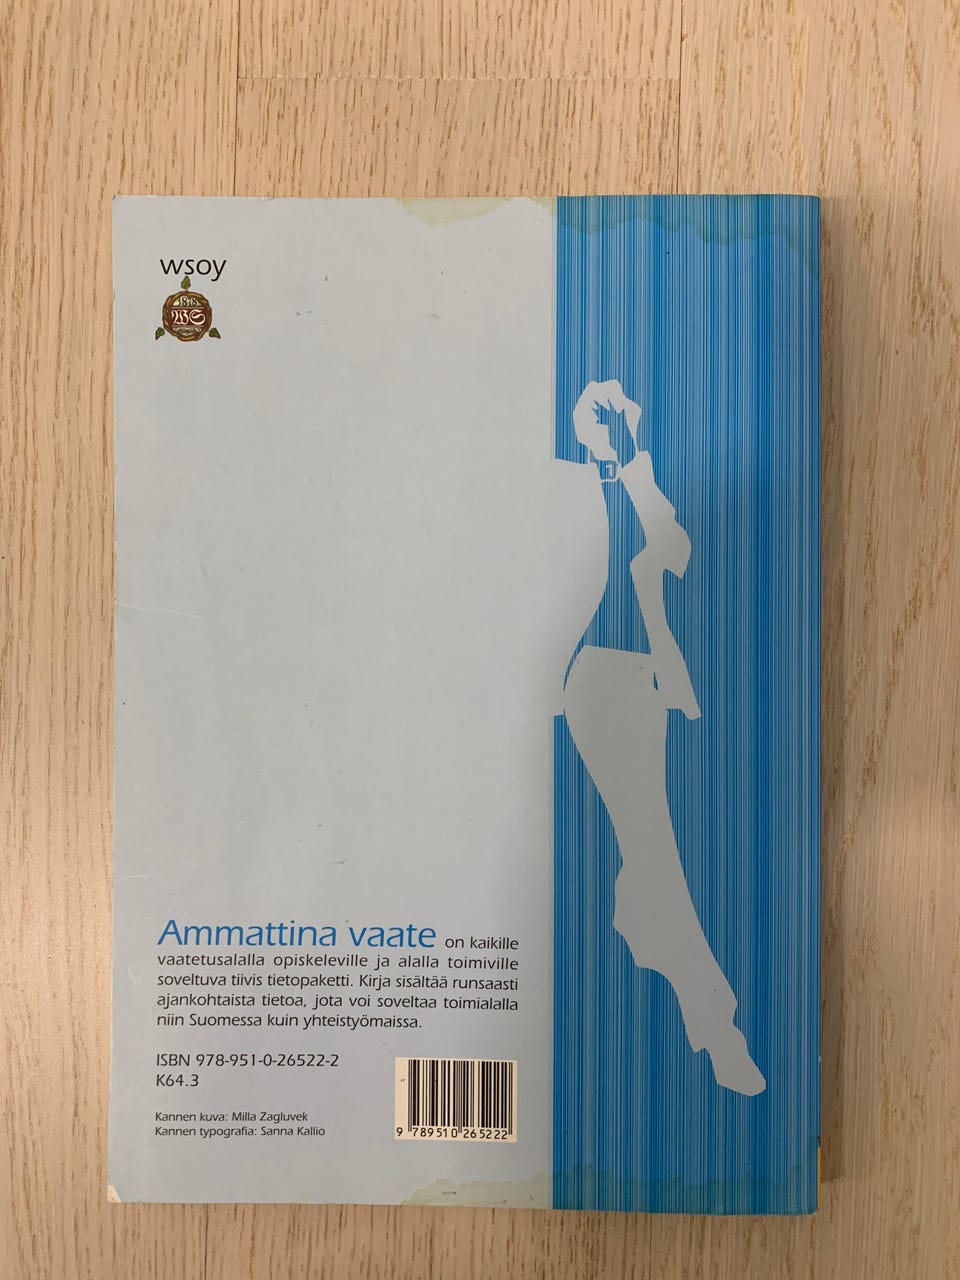 wsoy
1878
WS
Ammattina vaate on kaikille
vaatetusalalla opiskeleville ja alalla toimiville
soveltuva tiivis tietopaketti. Kirja sisältää runsaasti
ajankohtaista tietoa, jota voi soveltaa toimialalla
niin Suomessa kuin yhteistyömaissa.
ISBN 978-951-0-26522-2
K64.3
Kannen kuva: Milla Zagluvek
Kannen typografia: Sanna Kallio
9 789510 265222